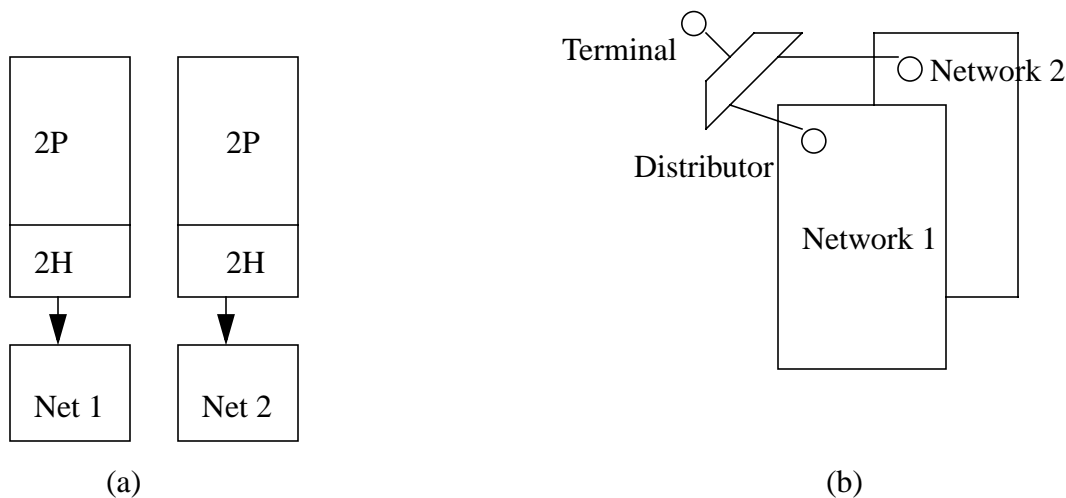 2P
2P
2H
2H
Net 1
Net 2
(a)
Terminal
Network 2
Distributor
Network 1
(b)